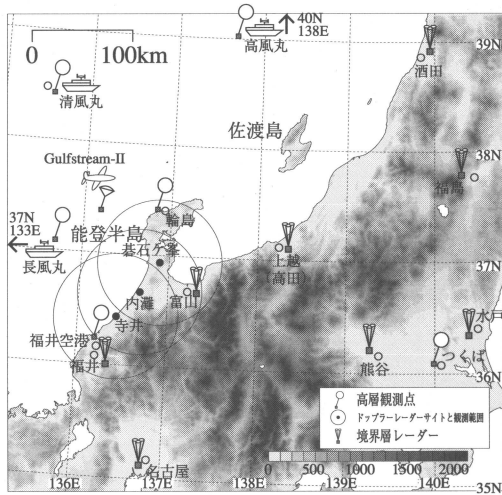 0 100km
40N
138E
高風丸
39N
酒田
清風丸
佐渡島
38N
Gulfstream-II
福島
37N
133E
輪島
能登半島
碁石ケ峯
長風丸
上越
(高田)
37N
内灘
富山
寺井
水戸
福井空港
つくば
福井
熊谷
36N
高層観測点
ドップラーレーダーサイトと観測範囲
境界層レーダー
名古屋
0 500 1000 1500 2000
136E 137E 138E 139E 140E 35N